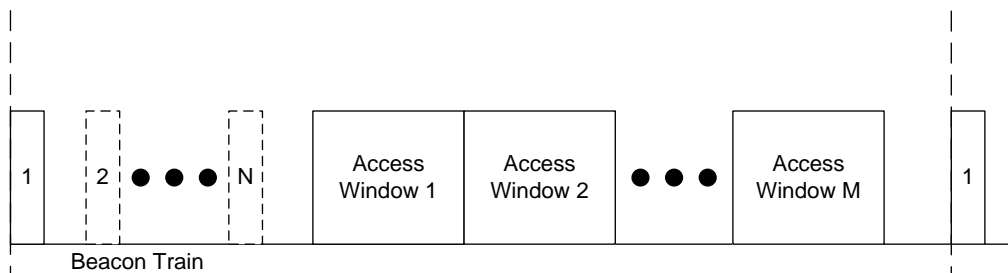 1
2
N
Access
Window 1
Access
Window 2
Access
Window M
1
Beacon Train